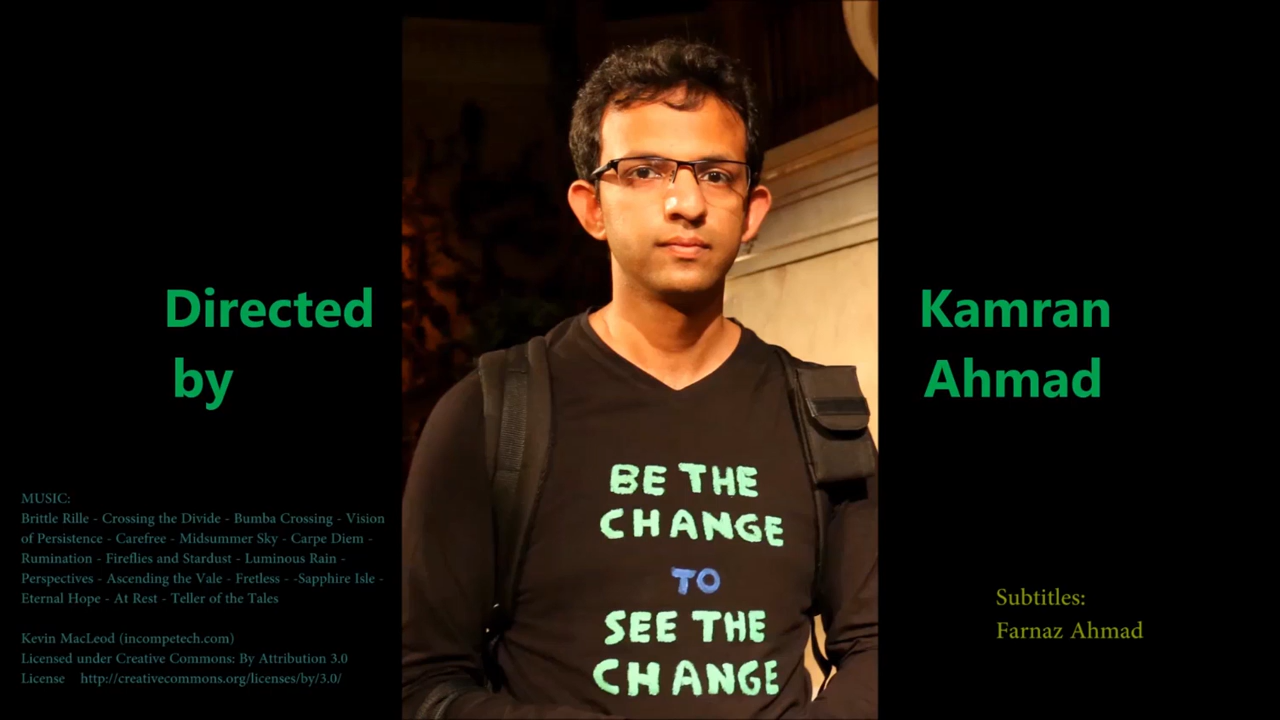 Directed
by
Kamran
Ahmad
BE THE
CHANGE
TO
SEE THE
CHANGE
MUSIC:
Brittle Rille - Crossing the Divide - Bumba Crossing - Vision
of Persistence - Carefree - Midsummer Sky - Carpe Diem -
Rumination - Fireflies and Stardust - Luminous Rain -
Perspectives - Ascending the Vale - Fretless - -Sapphire Isle -
Eternal Hope - At Rest - Teller of the Tales
Kevin MacLeod (incompetech.com)
Licensed under Creative Commons: By Attribution 3.0
License http://creativecommons.org/licenses/by/3.0/
Subtitles:
Farnaz Ahmad